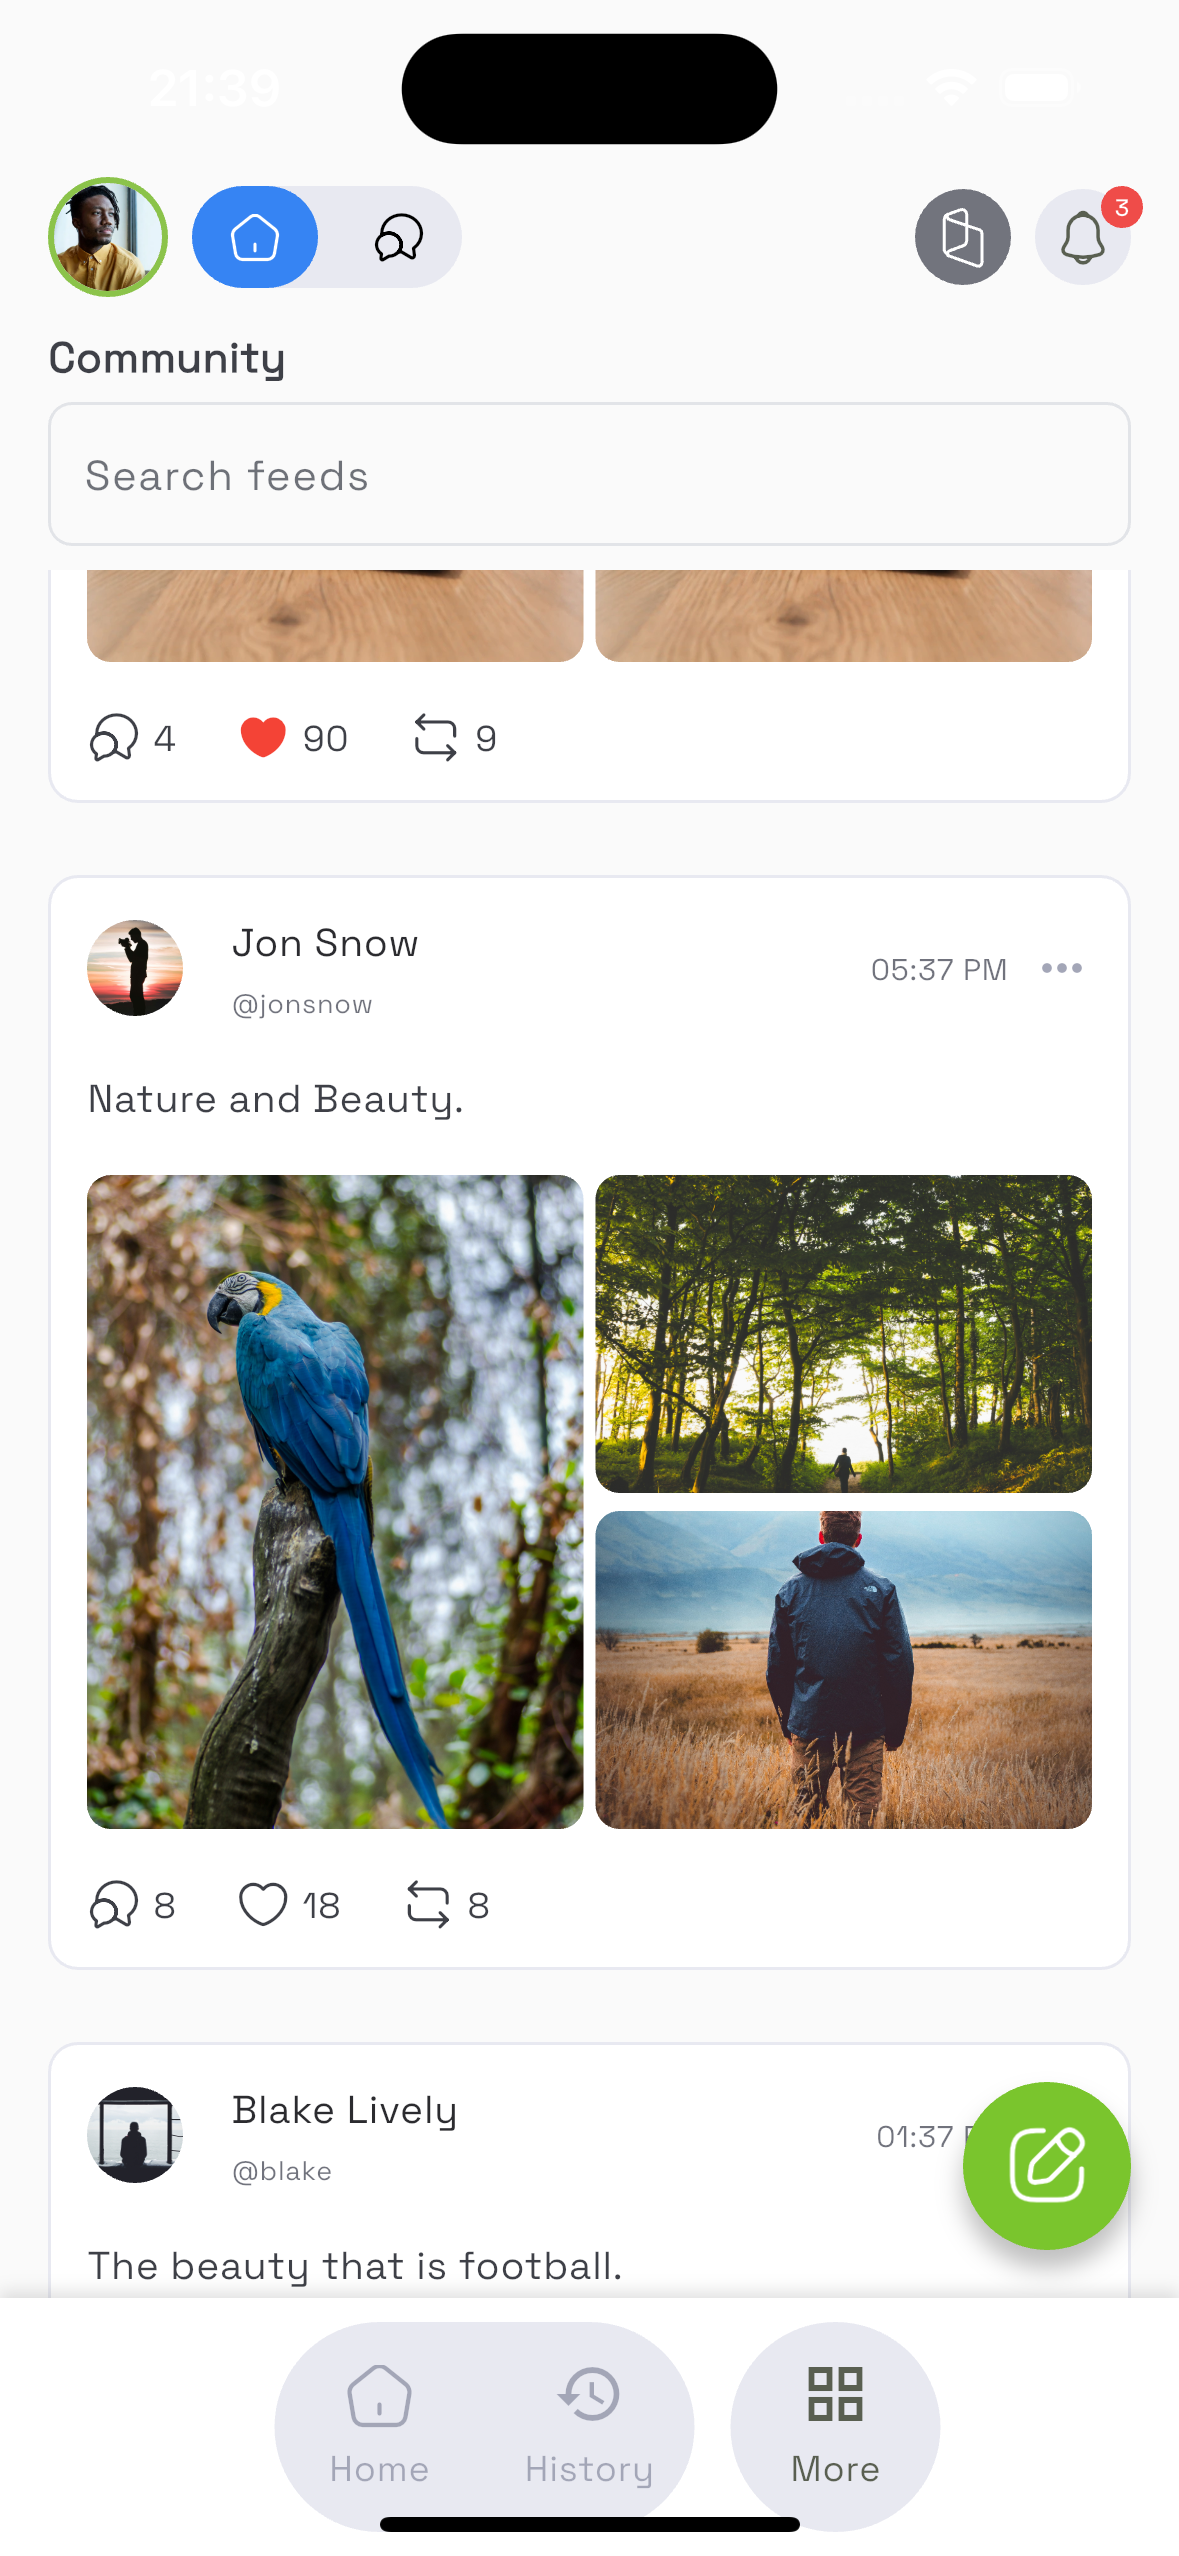 21:39
3
Community
Search feeds
4 90 9
Jon Snow
@jonsnow
05:37 PM
Nature and Beauty.
8 18 8
Blake Lively
@blake
01:37
The beauty that is football.
Home History More